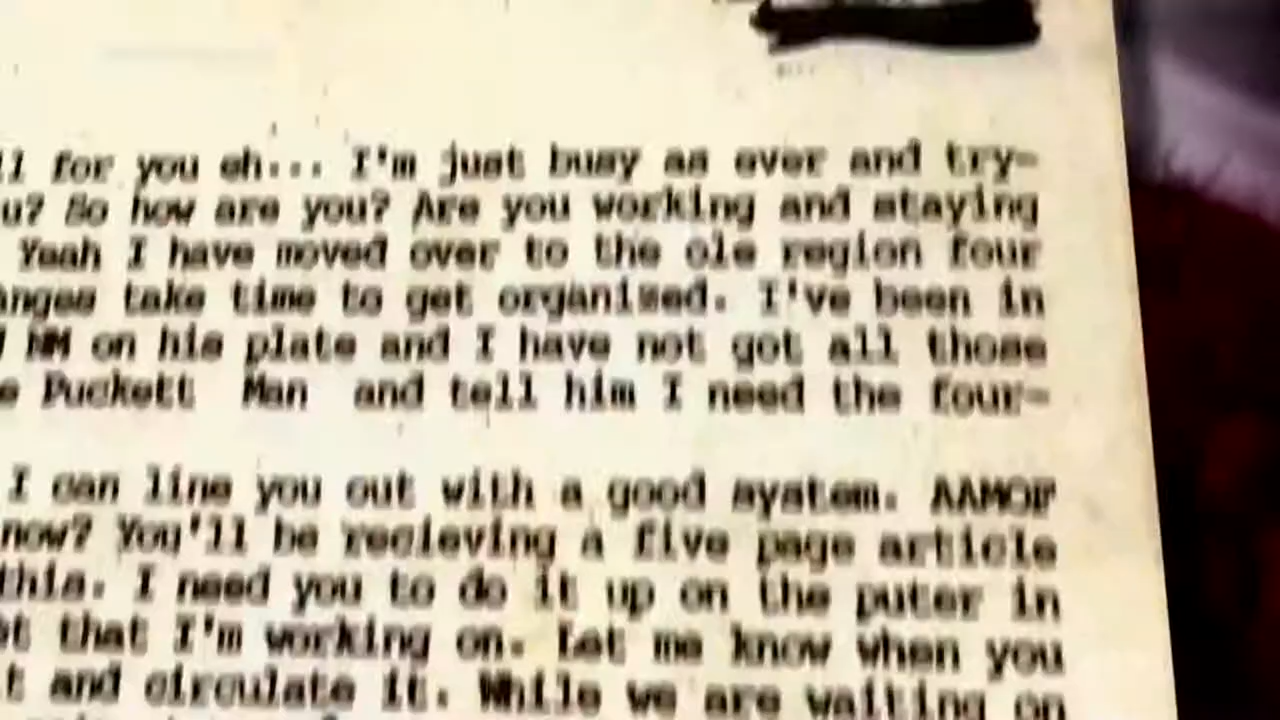 for you eh... I'm just busy as ever and try-
u? So how are you? Are you working and staying
Yeah I have moved over to the ole region four
anges take time to get organised. I've been in
NM on his plate and I have not got all those
e Puckett Man and tell him I need the four-
I can line you out with a good system. AAMOF
now? You'll be recieving a five page article
this. I need you to do it up on the puter in
that I'm working on. Let me know when you
t and circulate it. While we are waiting on